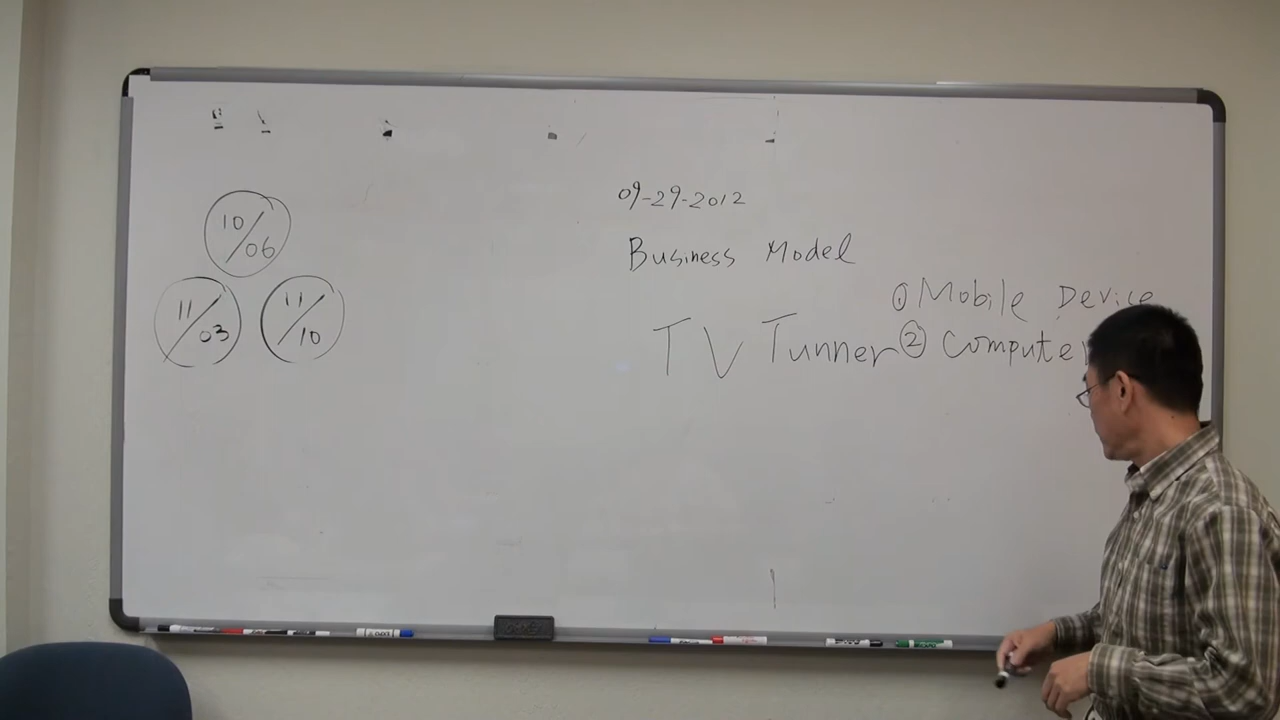 10/06
11/03 11/10
09-29-2012
Business Model
① Mobile Device
TV Tunner ② Compute